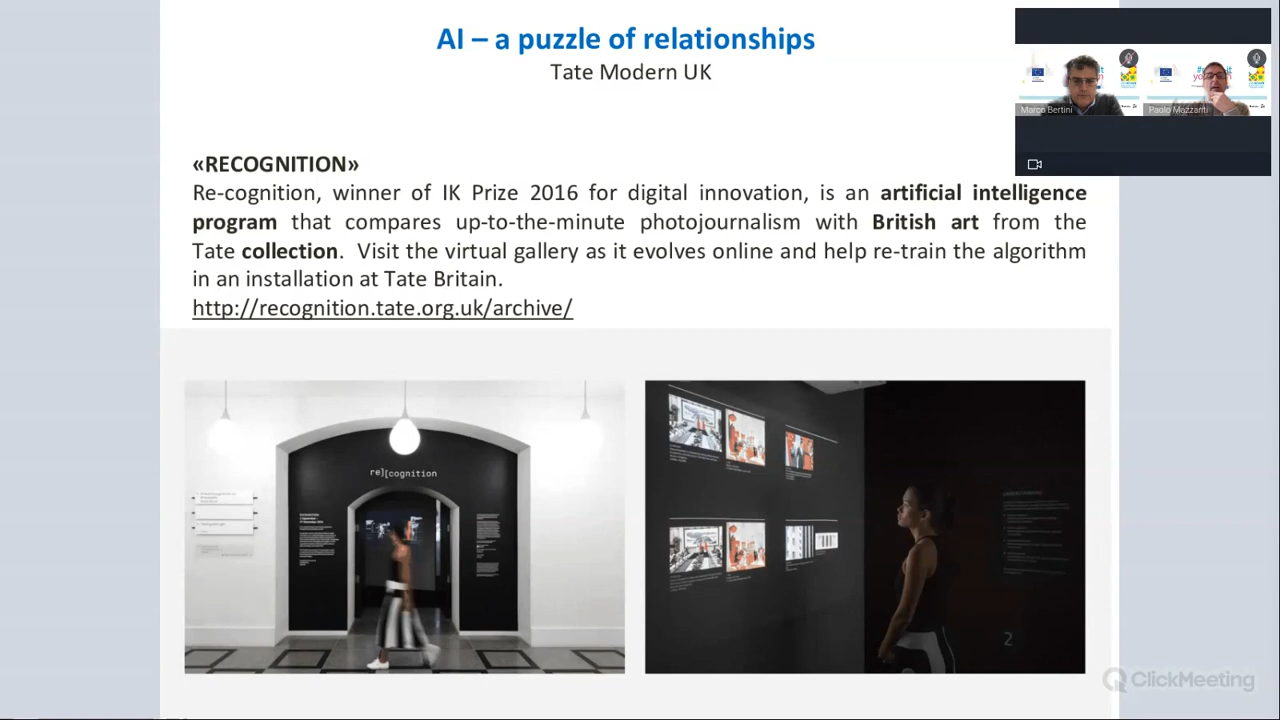 AI – a puzzle of relationships
Tate Modern UK
«RECOGNITION»
Re-cognition, winner of IK Prize 2016 for digital innovation, is an artificial intelligence
program that compares up-to-the-minute photojournalism with British art from the
Tate collection. Visit the virtual gallery as it evolves online and help re-train the algorithm
in an installation at Tate Britain.
http://recognition.tate.org.uk/archive/
Marco Bertini
Paolo Mazzanti
re][cognition
2
ClickMeeting